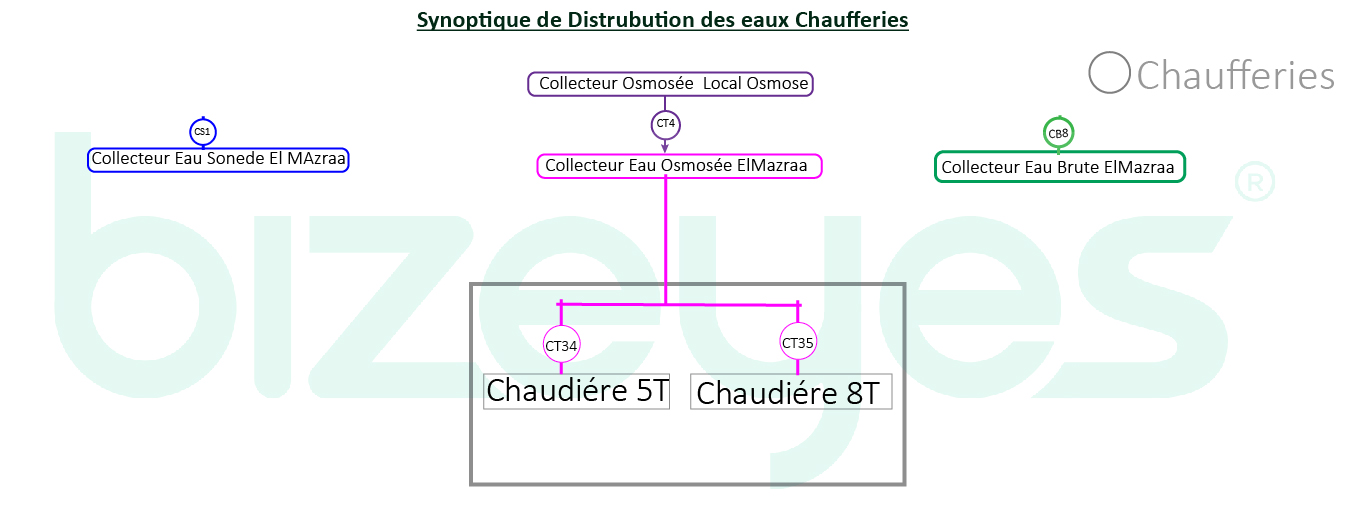 Synoptique de Distrubution des eaux Chaufferies
Chaufferies
Collecteur Osmosée Local Osmose
CS1
CT4
CB8
Collecteur Eau Sonede El MAzraa
Collecteur Eau Osmosée ElMazraa
Collecteur Eau Brute ElMazraa
bizeyes®
CT34
CT35
Chaudiére 5T
Chaudiére 8T